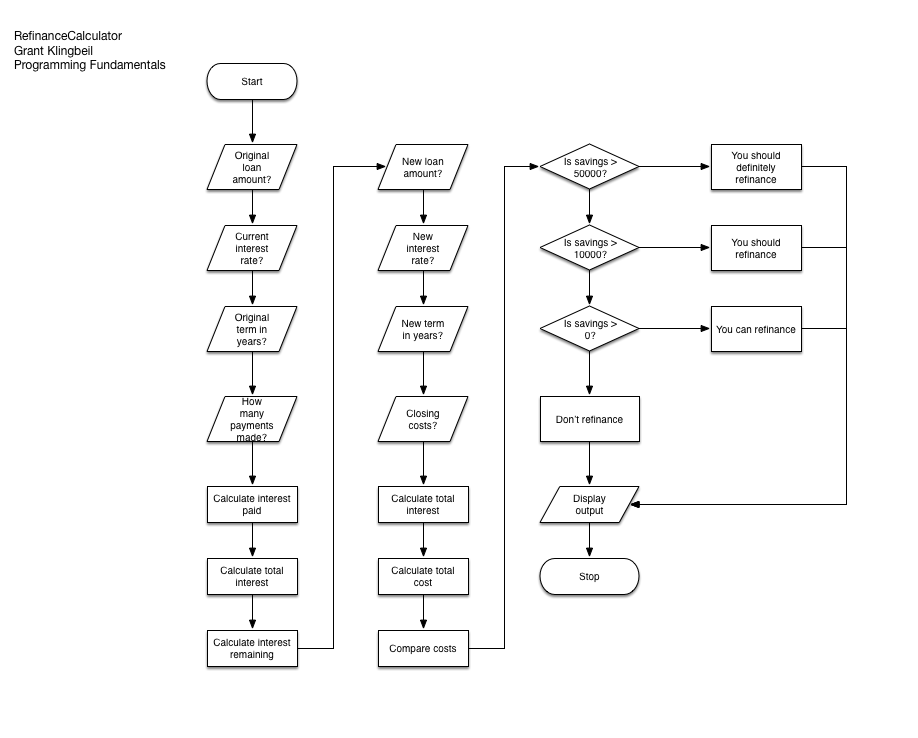 RefinanceCalculator
Grant Klingbeil
Programming Fundamentals
Start
Original
loan
amount?
Current
interest
rate?
Original
term in
years?
How
many
payments
made?
Calculate interest
paid
Calculate total
interest
Calculate interest
remaining
New loan
amount?
New
interest
rate?
New term
in years?
Closing
costs?
Calculate total
interest
Calculate total
cost
Compare costs
Is savings >
50000?
Is savings >
10000?
Is savings >
0?
Don't refinance
Display
output
Stop
You should
definitely
refinance
You should
refinance
You can refinance